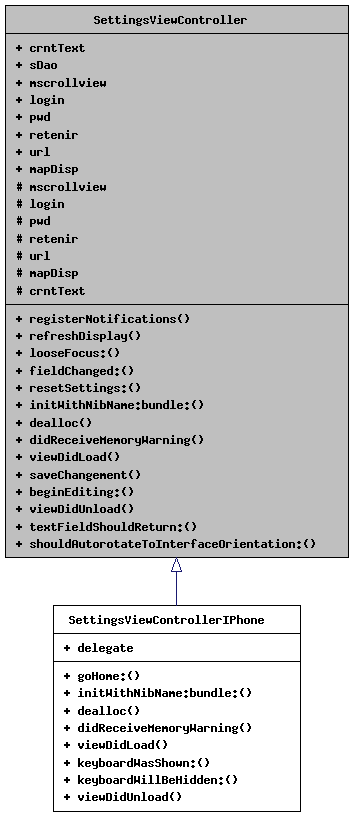 SettingsViewController
+ crntText
+ sDao
+ mscrollview
+ login
+ pwd
+ retenir
+ url
+ mapDisp
# mscrollview
# login
# pwd
# retenir
# url
# mapDisp
# crntText
+ registerNotifications()
+ refreshDisplay()
+ looseFocus:()
+ fieldChanged:()
+ resetSettings:()
+ initWithNibName:bundle:()
+ dealloc()
+ didReceiveMemoryWarning()
+ viewDidLoad()
+ saveChangement()
+ beginEditing:()
+ viewDidUnload()
+ textFieldShouldReturn:()
+ shouldAutorotateToInterfaceOrientation:()
SettingsViewControllerIPhone
+ delegate
+ goHome:()
+ initWithNibName:bundle:()
+ dealloc()
+ didReceiveMemoryWarning()
+ viewDidLoad()
+ keyboardWasShown:()
+ keyboardWillBeHidden:()
+ viewDidUnload()